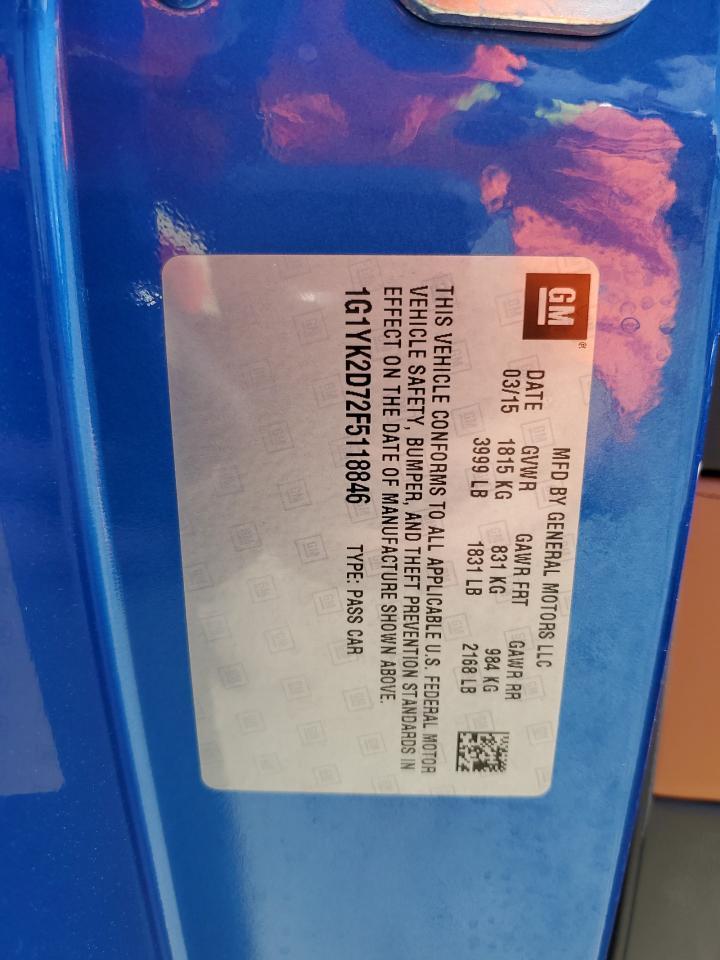 GM ®
MFD BY GENERAL MOTORS LLC
DATE GVWR GAWR FRT GAWR RR
03/15 1815 KG 831 KG 984 KG
3999 LB 1831 LB 2168 LB
THIS VEHICLE CONFORMS TO ALL APPLICABLE U.S. FEDERAL MOTOR
VEHICLE SAFETY, BUMPER, AND THEFT PREVENTION STANDARDS IN
EFFECT ON THE DATE OF MANUFACTURE SHOWN ABOVE.
1G1YK2D72F5118846 TYPE: PASS CAR